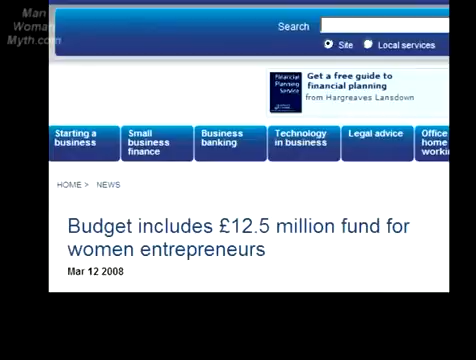 Man
Woman
Myth.com
Search
Site Local services
Financial
Planning
Service
Get a free guide to
financial planning
from Hargreaves Lansdown
Starting a
business
Small
business
finance
Business
banking
Technology
in business
Legal advice
Office
home
worki
HOME > NEWS
Budget includes £12.5 million fund for
women entrepreneurs
Mar 12 2008